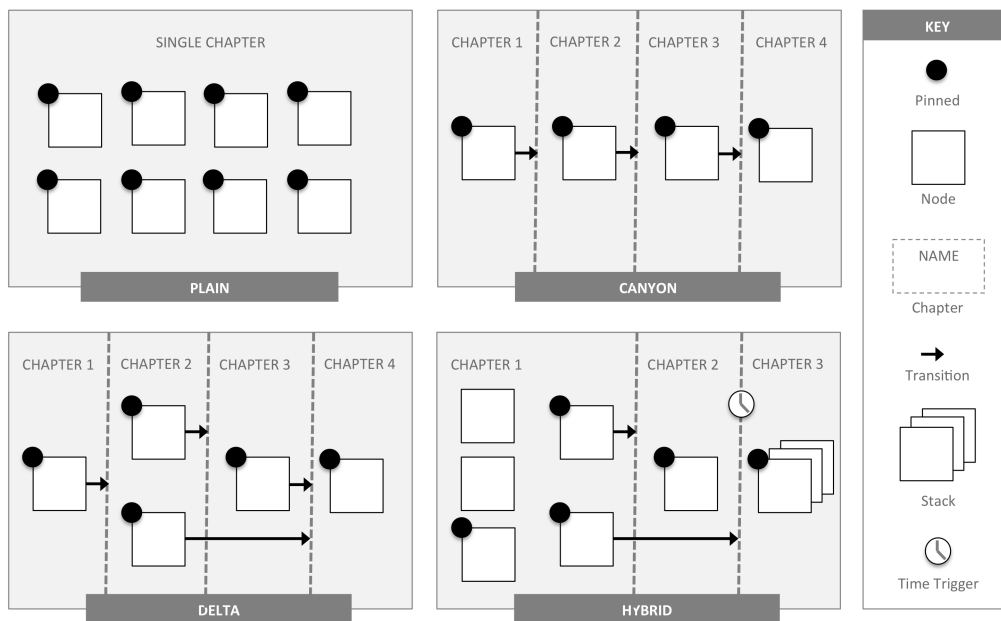 SINGLE CHAPTER
PLAIN
CHAPTER 1 CHAPTER 2 CHAPTER 3 CHAPTER 4
CANYON
CHAPTER 1 CHAPTER 2 CHAPTER 3 CHAPTER 4
DELTA
CHAPTER 1 CHAPTER 2 CHAPTER 3
HYBRID
KEY
Pinned
Node
NAME
Chapter
Transition
Stack
Time Trigger